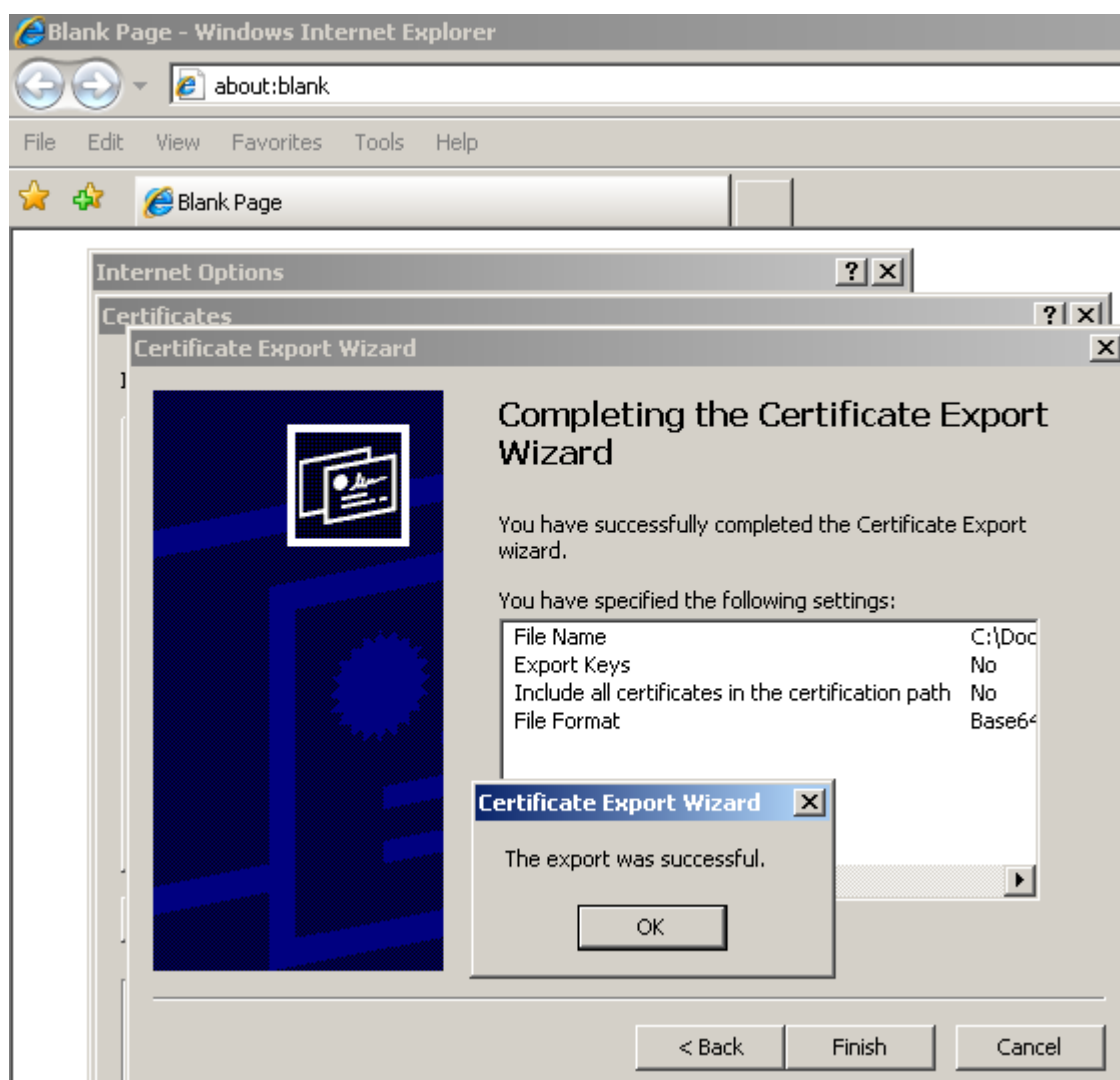 Blank Page - Windows Internet Explorer
about:blank
File Edit View Favorites Tools Help
Blank Page
Internet Options
Certificates
Certificate Export Wizard
Completing the Certificate Export
Wizard
You have successfully completed the Certificate Export
wizard.
You have specified the following settings:
File Name C:\Doc
Export Keys No
Include all certificates in the certification path No
File Format Base64
Certificate Export Wizard
The export was successful.
OK
< Back Finish Cancel